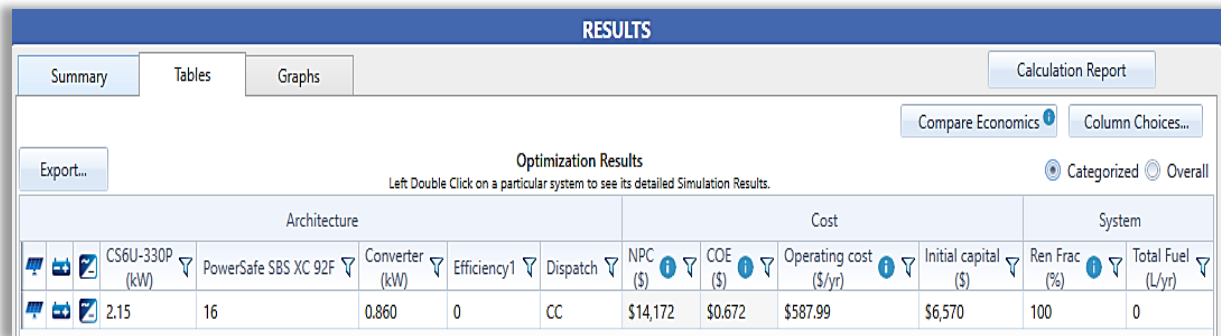 RESULTS
Summary Tables Graphs Calculation Report
Compare Economics Column Choices...
Export... Optimization Results Categorized Overall
Left Double Click on a particular system to see its detailed Simulation Results.
Architecture Cost System
CS6U-330P (kW) PowerSafe SBS XC 92F Converter (kW) Efficiency1 Dispatch NPC ($) COE ($) Operating cost ($/yr) Initial capital ($) Ren Frac (%) Total Fuel (L/yr)
2.15 16 0.860 0 CC $14,172 $0.672 $587.99 $6,570 100 0